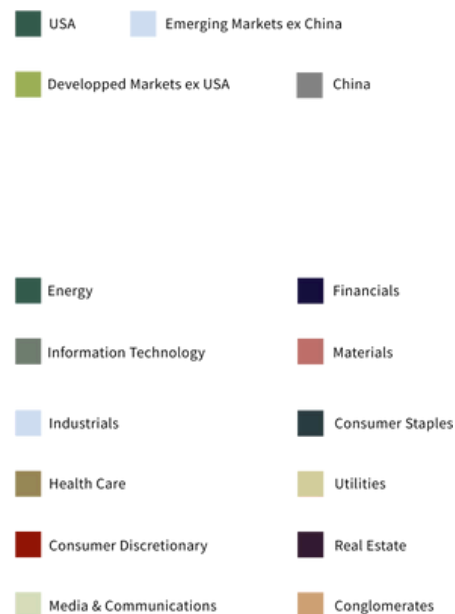 USA Emerging Markets ex China
Developped Markets ex USA China
Energy Financials
Information Technology Materials
Industrials Consumer Staples
Health Care Utilities
Consumer Discretionary Real Estate
Media & Communications Conglomerates